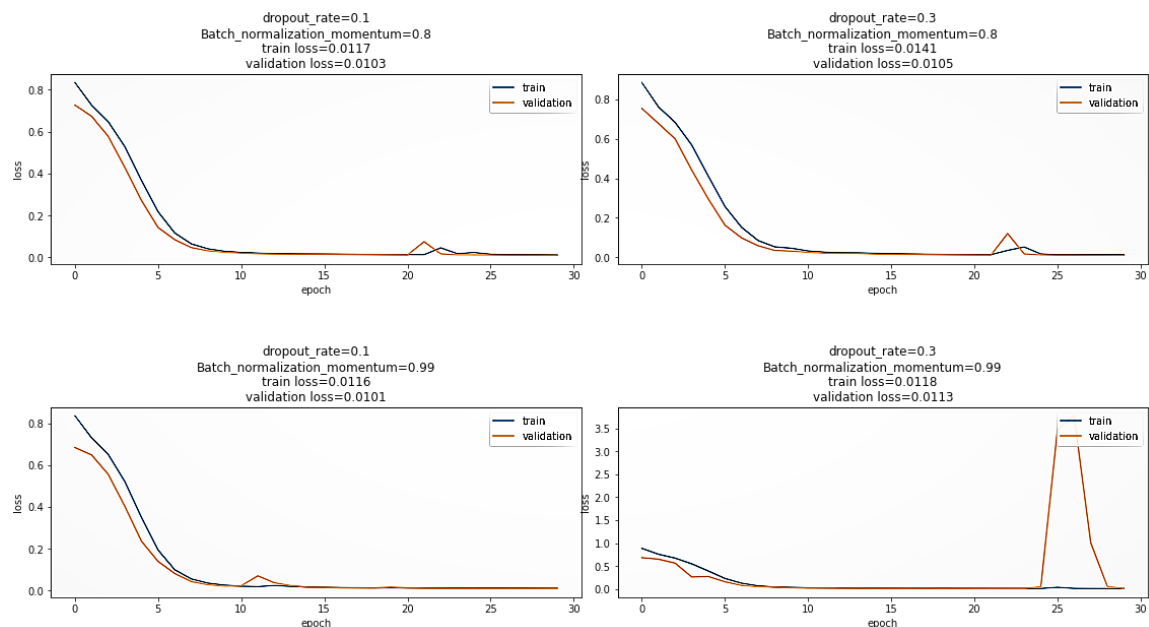 dropout_rate=0.1
Batch_normalization_momentum=0.8
train loss=0.0117
validation loss=0.0103
train
validation
0.8
0.6
0.4
0.2
0.0
loss
0 5 10 15 20 25 30
epoch
dropout_rate=0.3
Batch_normalization_momentum=0.8
train loss=0.0141
validation loss=0.0105
train
validation
0.8
0.6
0.4
0.2
0.0
loss
0 5 10 15 20 25 30
epoch
dropout_rate=0.1
Batch_normalization_momentum=0.99
train loss=0.0116
validation loss=0.0101
train
validation
0.8
0.6
0.4
0.2
0.0
loss
0 5 10 15 20 25 30
epoch
dropout_rate=0.3
Batch_normalization_momentum=0.99
train loss=0.0118
validation loss=0.0113
train
validation
3.5
3.0
2.5
2.0
1.5
1.0
0.5
0.0
loss
0 5 10 15 20 25 30
epoch